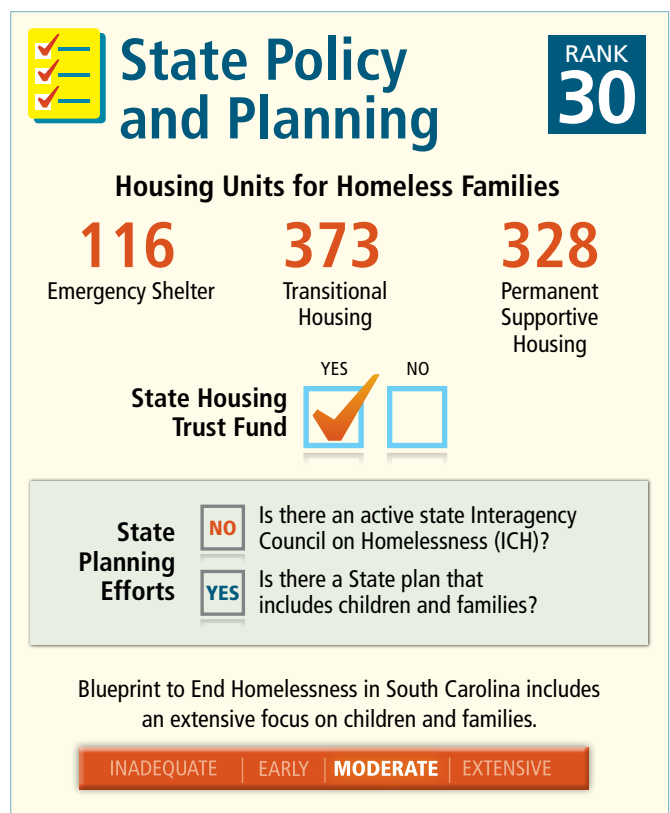 State Policy
and Planning
RANK
30
Housing Units for Homeless Families
116
Emergency Shelter
373
Transitional
Housing
328
Permanent
Supportive
Housing
YES
NO
State Housing
Trust Fund
State
Planning
Efforts
NO
Is there an active state Interagency
Council on Homelessness (ICH)?
YES
Is there a State plan that
includes children and families?
Blueprint to End Homelessness in South Carolina includes
an extensive focus on children and families.
INADEQUATE | EARLY | MODERATE | EXTENSIVE